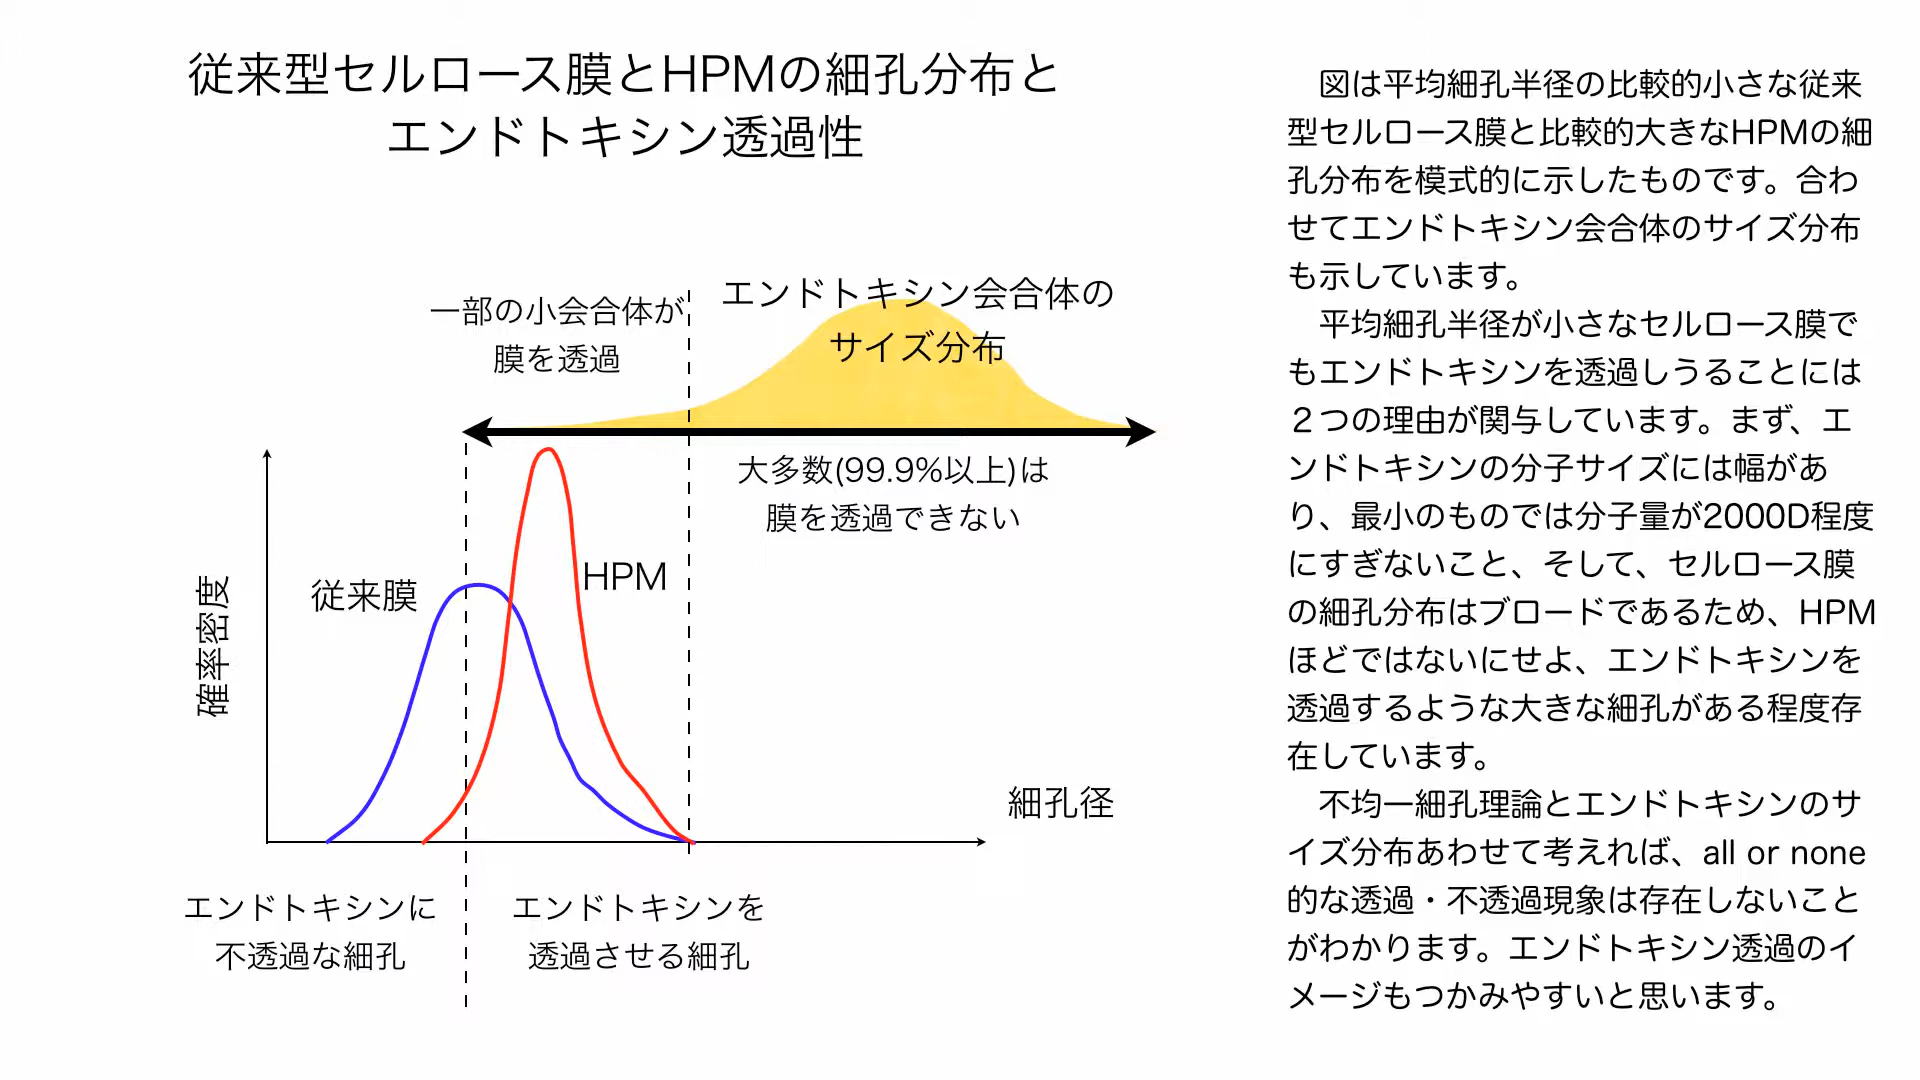 従来型セルロース膜とHPMの細孔分布と
エンドトキシン透過性
一部の小会合体が
膜を透過
エンドトキシン会合体の
サイズ分布
大多数(99.9%以上)は
膜を透過できない
従来膜
HPM
確率密度
細孔径
エンドトキシンに
不透過な細孔
エンドトキシンを
透過させる細孔
図は平均細孔半径の比較的小さな従来
型セルロース膜と比較的大きなHPMの細
孔分布を模式的に示したものです。合わ
せてエンドトキシン会合体のサイズ分布
も示しています。
平均細孔半径が小さなセルロース膜で
もエンドトキシンを透過しうることには
２つの理由が関与しています。まず、エ
ンドトキシンの分子サイズには幅があ
り、最小のものでは分子量が2000D程度
にすぎないこと、そして、セルロース膜
の細孔分布はブロードであるため、HPM
ほどではないにせよ、エンドトキシンを
透過するような大きな細孔がある程度存
在しています。
不均一細孔理論とエンドトキシンのサ
イズ分布あわせて考えれば、all or none
的な透過・不透過現象は存在しないこと
がわかります。エンドトキシン透過のイ
メージもつかみやすいと思います。